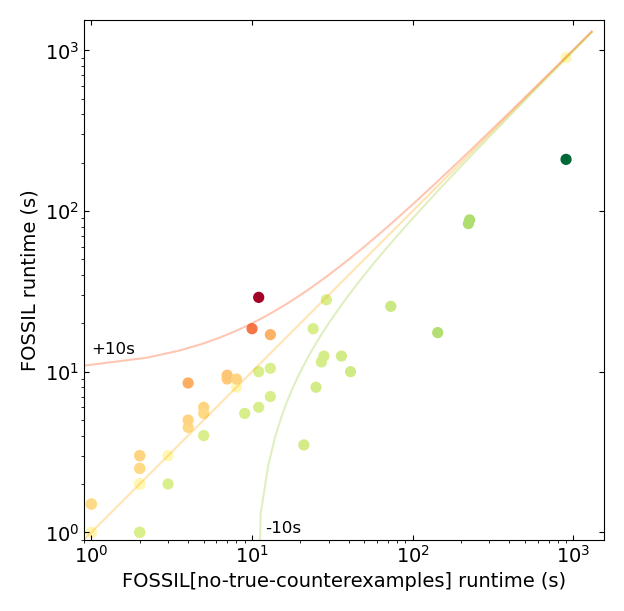 10³
10²
10¹
10⁰
FOSSIL runtime (s)
+10s
-10s
10⁰ 10¹ 10² 10³
FOSSIL[no-true-counterexamples] runtime (s)